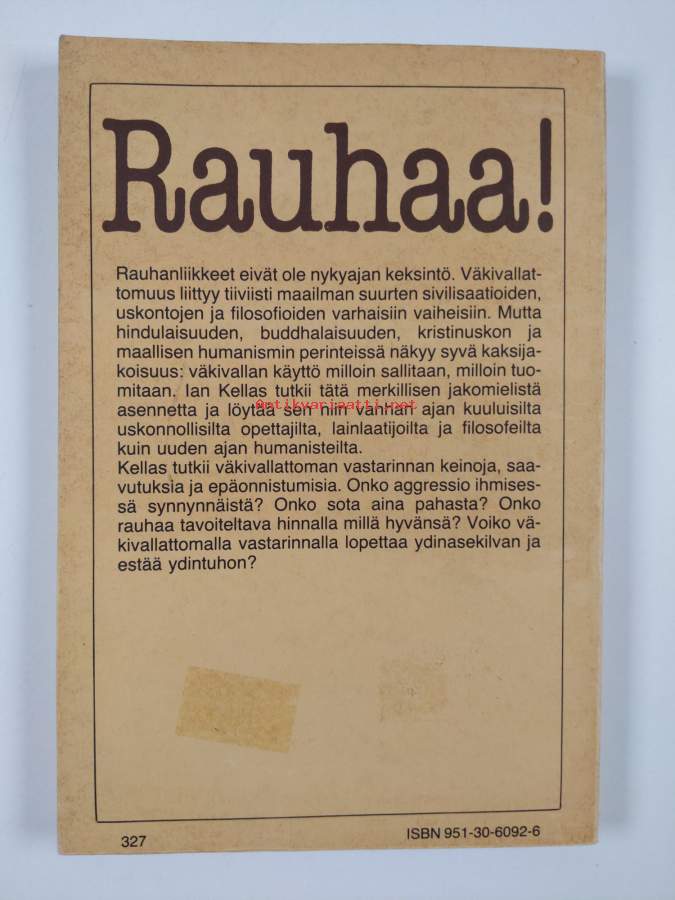 Rauhaa!
Rauhanliikkeet eivät ole nykyajan keksintö. Väkivallat-
tomuus liittyy tiiviisti maailman suurten sivilisaatioiden,
uskontojen ja filosofioiden varhaisiin vaiheisiin. Mutta
hindulaisuuden, buddhalaisuuden, kristinuskon ja
maallisen humanismin perinteissä näkyy syvä kaksija-
koisuus: väkivallan käyttö milloin sallitaan, milloin tuo-
mitaan. Ian Kellas tutkii tätä merkillisen jakomielistä
asennetta ja löytää sen niin vanhan ajan kuuluisilta
Antikvariaatti.net
uskonnollisilta opettajilta, lainlaatijoilta ja filosofeilta
kuin uuden ajan humanisteilta.
Kellas tutkii väkivallattoman vastarinnan keinoja, saa-
vutuksia ja epäonnistumisia. Onko aggressio ihmises-
sä synnynnäistä? Onko sota aina pahasta? Onko
rauhaa tavoiteltava hinnalla millä hyvänsä? Voiko vä-
kivallattomalla vastarinnalla lopettaa ydinasekilvan ja
estää ydintuhon?
327
ISBN 951-30-6092-6